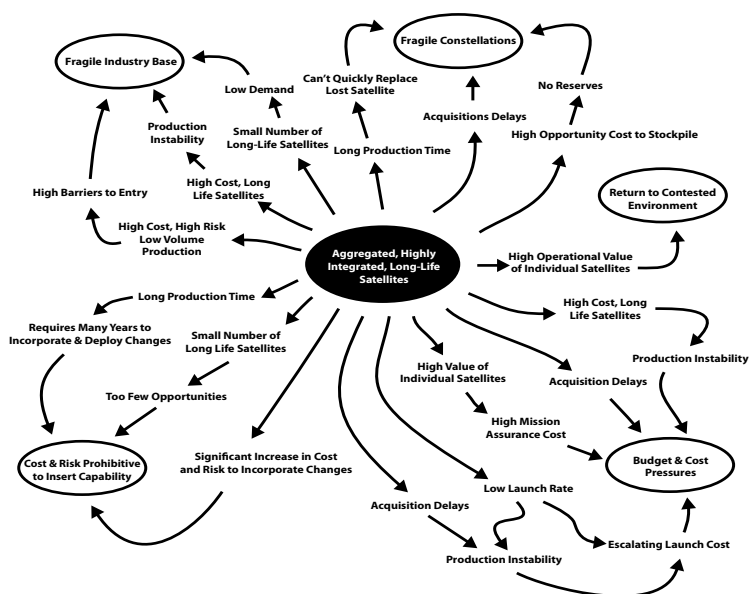 Fragile Industry Base
Fragile Constellations
Low Demand
Can't Quickly Replace
Lost Satellite
No Reserves
Production
Instability
Small Number of
Long-Life Satellites
Acquisitions Delays
High Opportunity Cost to Stockpile
Long Production Time
High Barriers to Entry
High Cost, Long
Life Satellites
Return to Contested
Environment
High Cost, High Risk
Low Volume
Production
Aggregated, Highly
Integrated, Long-Life
Satellites
High Operational Value
of Individual Satellites
Long Production Time
High Cost, Long
Life Satellites
Requires Many Years to
Incorporate & Deploy Changes
Small Number of
Long Life Satellites
Production Instability
High Value of
Individual Satellites
Acquisition Delays
Too Few Opportunities
High Mission
Assurance Cost
Cost & Risk Prohibitive
to Insert Capability
Significant Increase in Cost
and Risk to Incorporate Changes
Budget & Cost
Pressures
Low Launch Rate
Acquisition Delays
Escalating Launch Cost
Production Instability